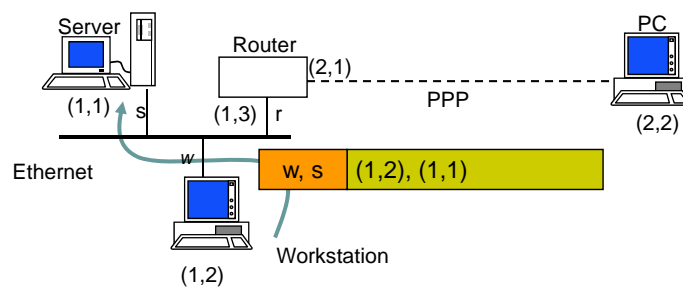 Server
Router
PC
(2,1)
PPP
(1,1)
s
(1,3)
r
(2,2)
w
Ethernet
w, s
(1,2), (1,1)
Workstation
(1,2)